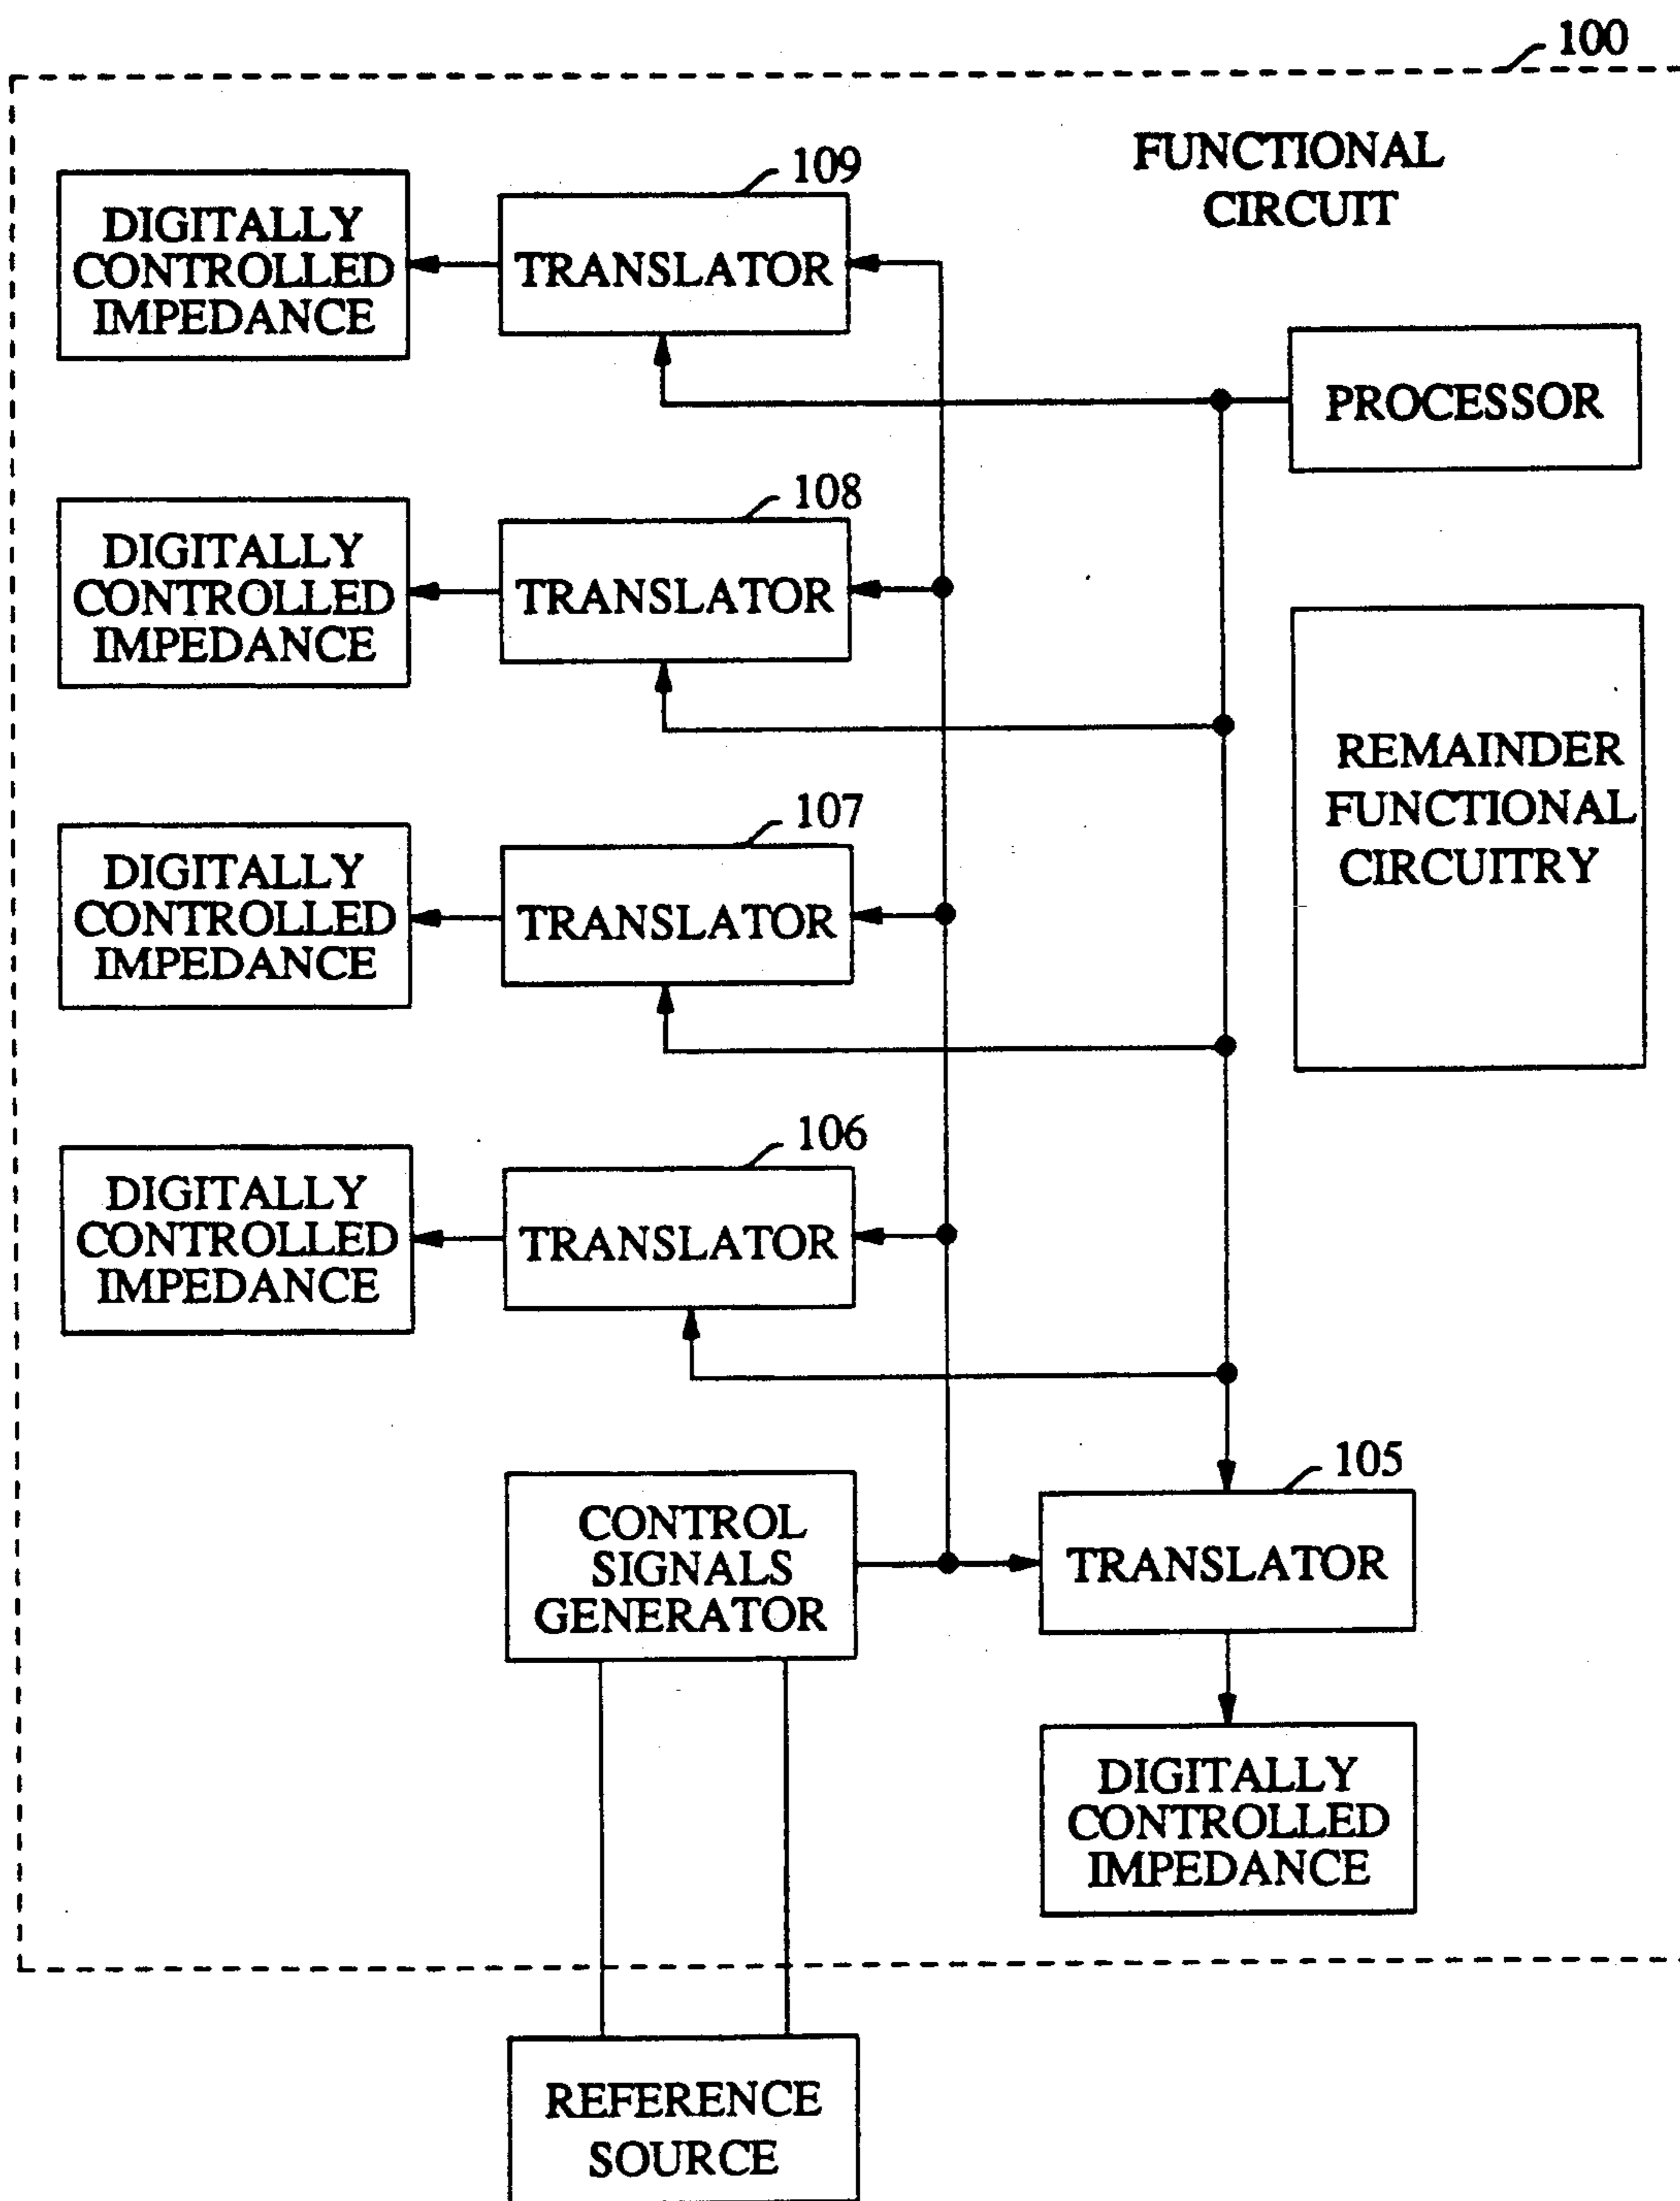 100
FUNCTIONAL
CIRCUIT
109
DIGITALLY
CONTROLLED
IMPEDANCE
TRANSLATOR
PROCESSOR
108
DIGITALLY
CONTROLLED
IMPEDANCE
TRANSLATOR
REMAINDER
FUNCTIONAL
CIRCUITRY
107
DIGITALLY
CONTROLLED
IMPEDANCE
TRANSLATOR
106
DIGITALLY
CONTROLLED
IMPEDANCE
TRANSLATOR
105
CONTROL
SIGNALS
GENERATOR
TRANSLATOR
DIGITALLY
CONTROLLED
IMPEDANCE
REFERENCE
SOURCE